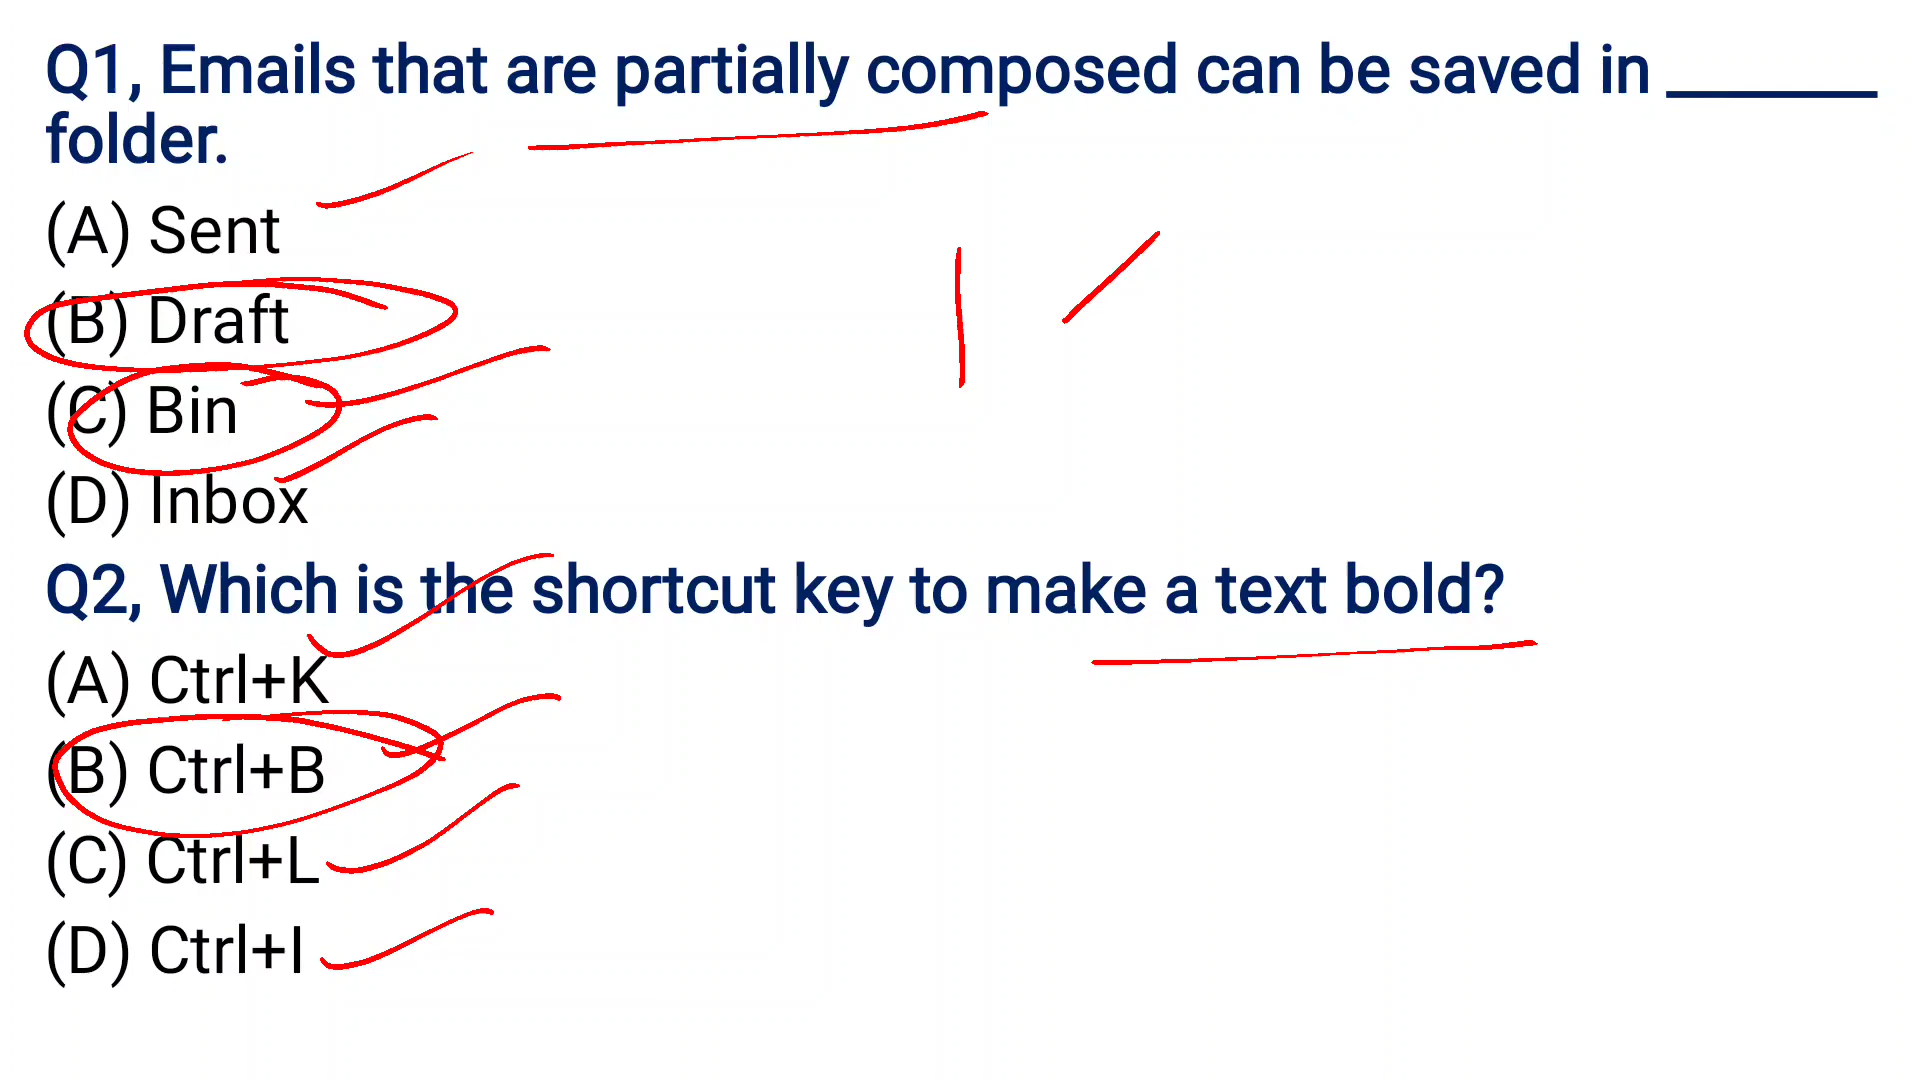 Q1, Emails that are partially composed can be saved in _______
folder.
(A) Sent
(B) Draft
(C) Bin
(D) Inbox
Q2, Which is the shortcut key to make a text bold?
(A) Ctrl+K
(B) Ctrl+B
(C) Ctrl+L
(D) Ctrl+I